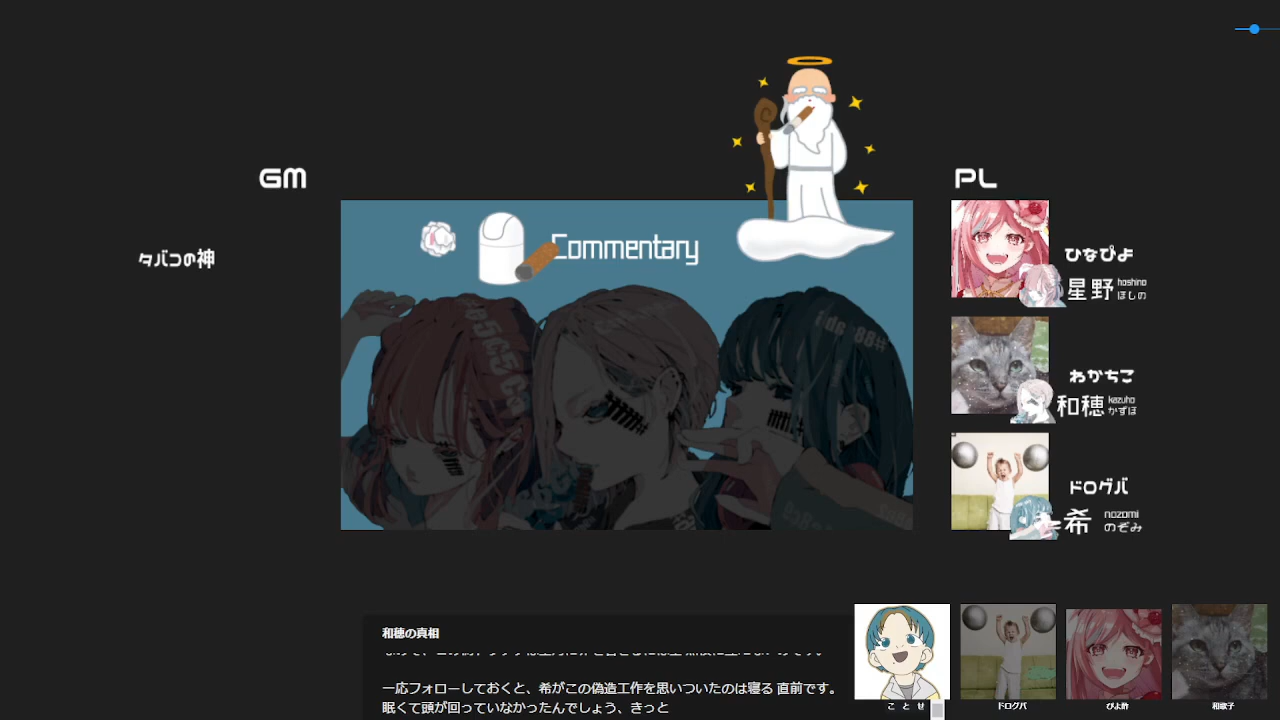 GM
PL
タバコの神
Commentary
ひなぴよ
星野 hoshino ほしの
わかちこ
和穂 kazuho かずほ
ドログバ
希 nozomi のぞみ
和穂の真相
一応フォローしておくと、希がこの偽造工作を思いついたのは寝る 直前です。
眠くて頭が回っていなかったんでしょう、きっと
ことせ
ドログバ
ぴよ酢
和歌子